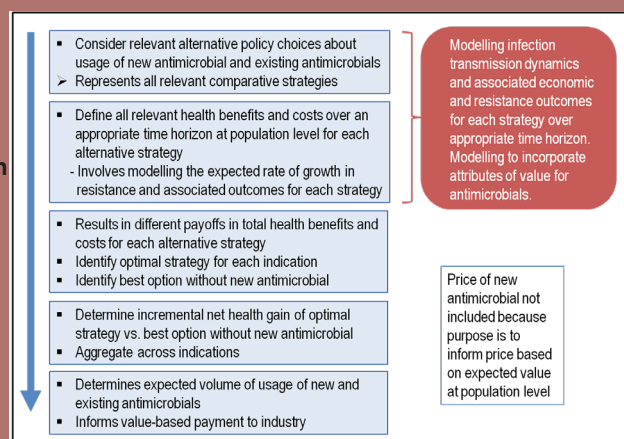 ▪ Consider relevant alternative policy choices about
usage of new antimicrobial and existing antimicrobials
➢ Represents all relevant comparative strategies
▪ Define all relevant health benefits and costs over an
appropriate time horizon at population level for each
alternative strategy
- Involves modelling the expected rate of growth in
resistance and associated outcomes for each strategy
▪ Results in different payoffs in total health benefits and
costs for each alternative strategy
▪ Identify optimal strategy for each indication
▪ Identify best option without new antimicrobial
▪ Determine incremental net health gain of optimal
strategy vs. best option without new antimicrobial
▪ Aggregate across indications
▪ Determines expected volume of usage of new and
existing antimicrobials
▪ Informs value-based payment to industry
Modelling infection
transmission dynamics
and associated economic
and resistance outcomes
for each strategy over
appropriate time horizon.
Modelling to incorporate
attributes of value for
antimicrobials.
Price of new
antimicrobial not
included because
purpose is to
inform price based
on expected value
at population level